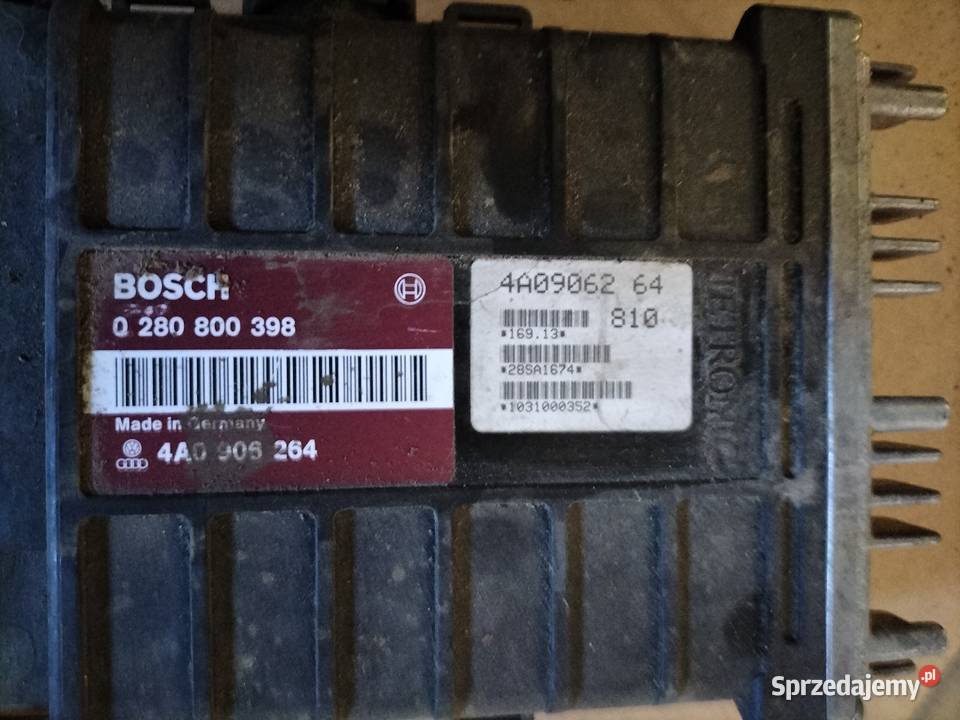 BOSCH
0 280 800 398
Made in Germany
4A0 906 264
4A09062 64
810
*169.13*
*28SA1674*
*1031000352*
Sprzedajemy.pl